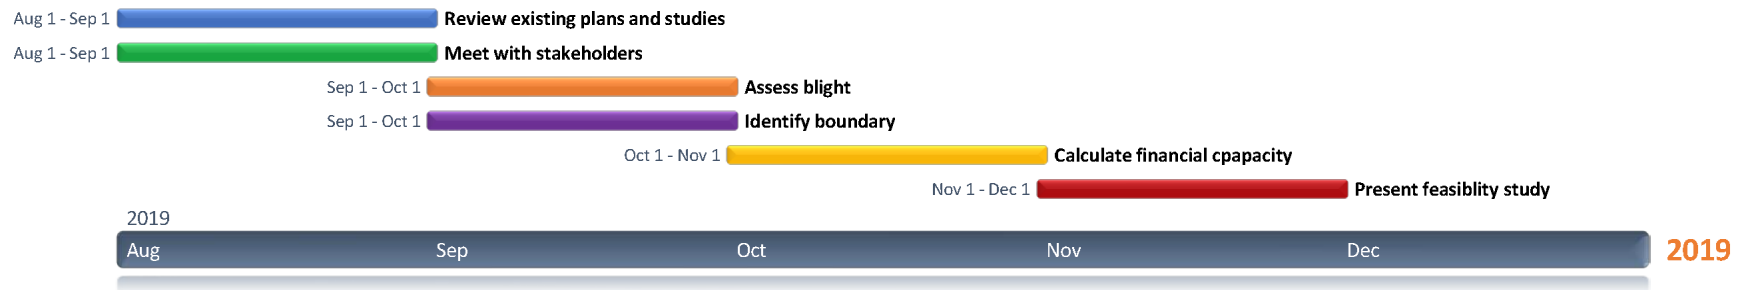 Aug 1 - Sep 1 Review existing plans and studies
Aug 1 - Sep 1 Meet with stakeholders
Sep 1 - Oct 1 Assess blight
Sep 1 - Oct 1 Identify boundary
Oct 1 - Nov 1 Calculate financial cpapacity
Nov 1 - Dec 1 Present feasiblity study
2019
Aug Sep Oct Nov Dec 2019